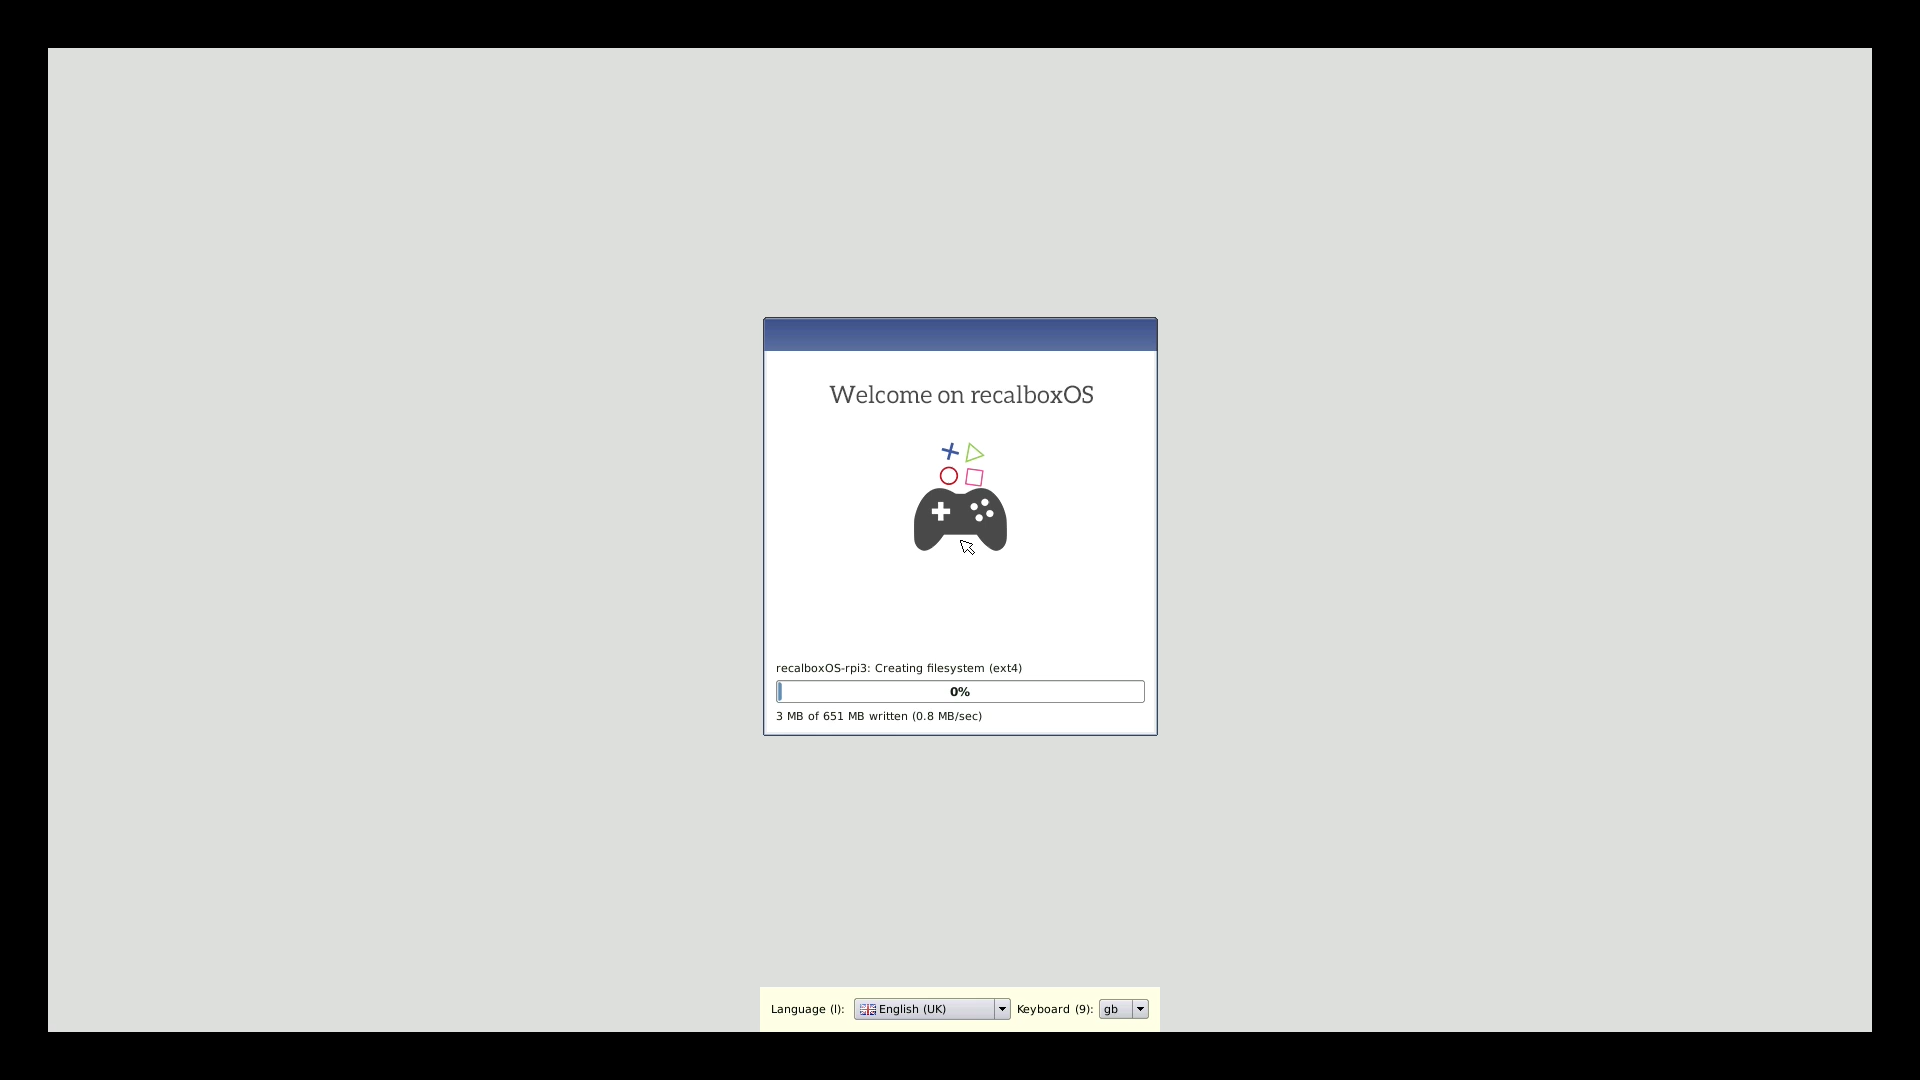 Welcome on recalboxOS
recalboxOS-rpi3: Creating filesystem (ext4)
0%
3 MB of 651 MB written (0.8 MB/sec)
Language (l): English (UK) Keyboard (9): gb